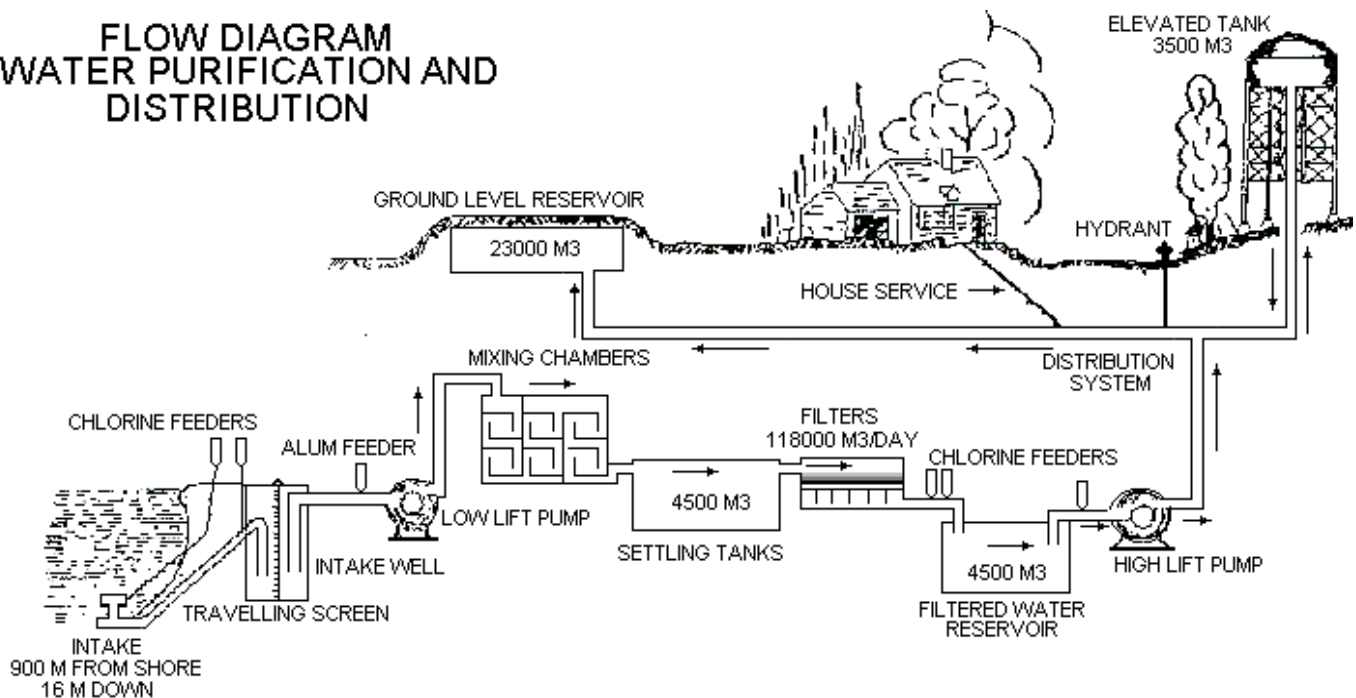 FLOW DIAGRAM
WATER PURIFICATION AND
DISTRIBUTION
ELEVATED TANK
3500 M3
GROUND LEVEL RESERVOIR
23000 M3
HYDRANT
HOUSE SERVICE
MIXING CHAMBERS
DISTRIBUTION
SYSTEM
CHLORINE FEEDERS
ALUM FEEDER
FILTERS
118000 M3/DAY
CHLORINE FEEDERS
LOW LIFT PUMP
4500 M3
SETTLING TANKS
INTAKE WELL
TRAVELLING SCREEN
4500 M3
HIGH LIFT PUMP
FILTERED WATER
RESERVOIR
INTAKE
900 M FROM SHORE
16 M DOWN